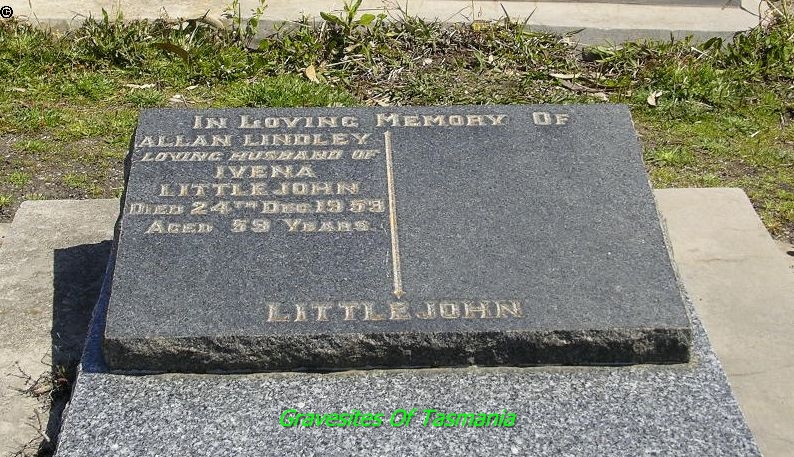 ©
In Loving Memory Of
ALLAN LINDLEY
LOVING HUSBAND OF
IVENA
LITTLEJOHN
DIED 24TH DEC 1953
AGED 59 YEARS
LITTLEJOHN
Gravesites Of Tasmania